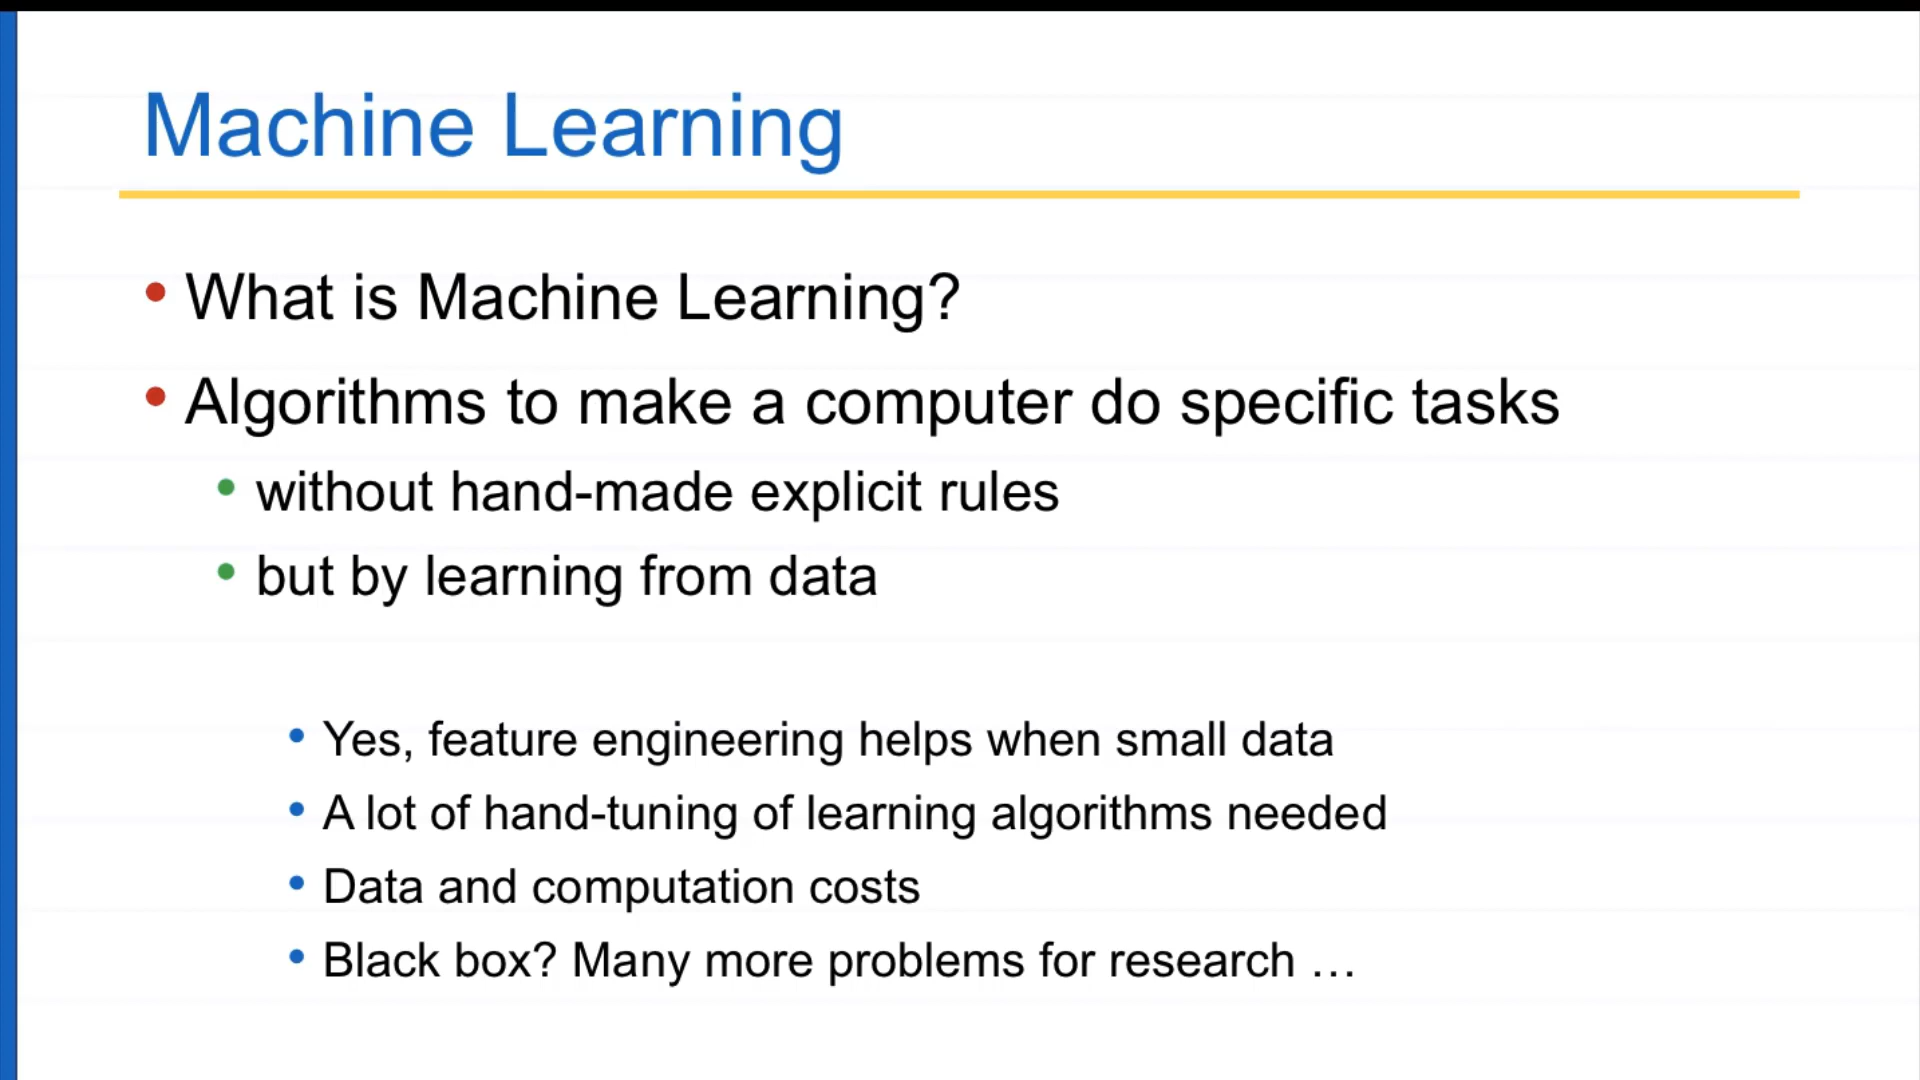 Machine Learning
• What is Machine Learning?
• Algorithms to make a computer do specific tasks
• without hand-made explicit rules
• but by learning from data
• Yes, feature engineering helps when small data
• A lot of hand-tuning of learning algorithms needed
• Data and computation costs
• Black box? Many more problems for research …